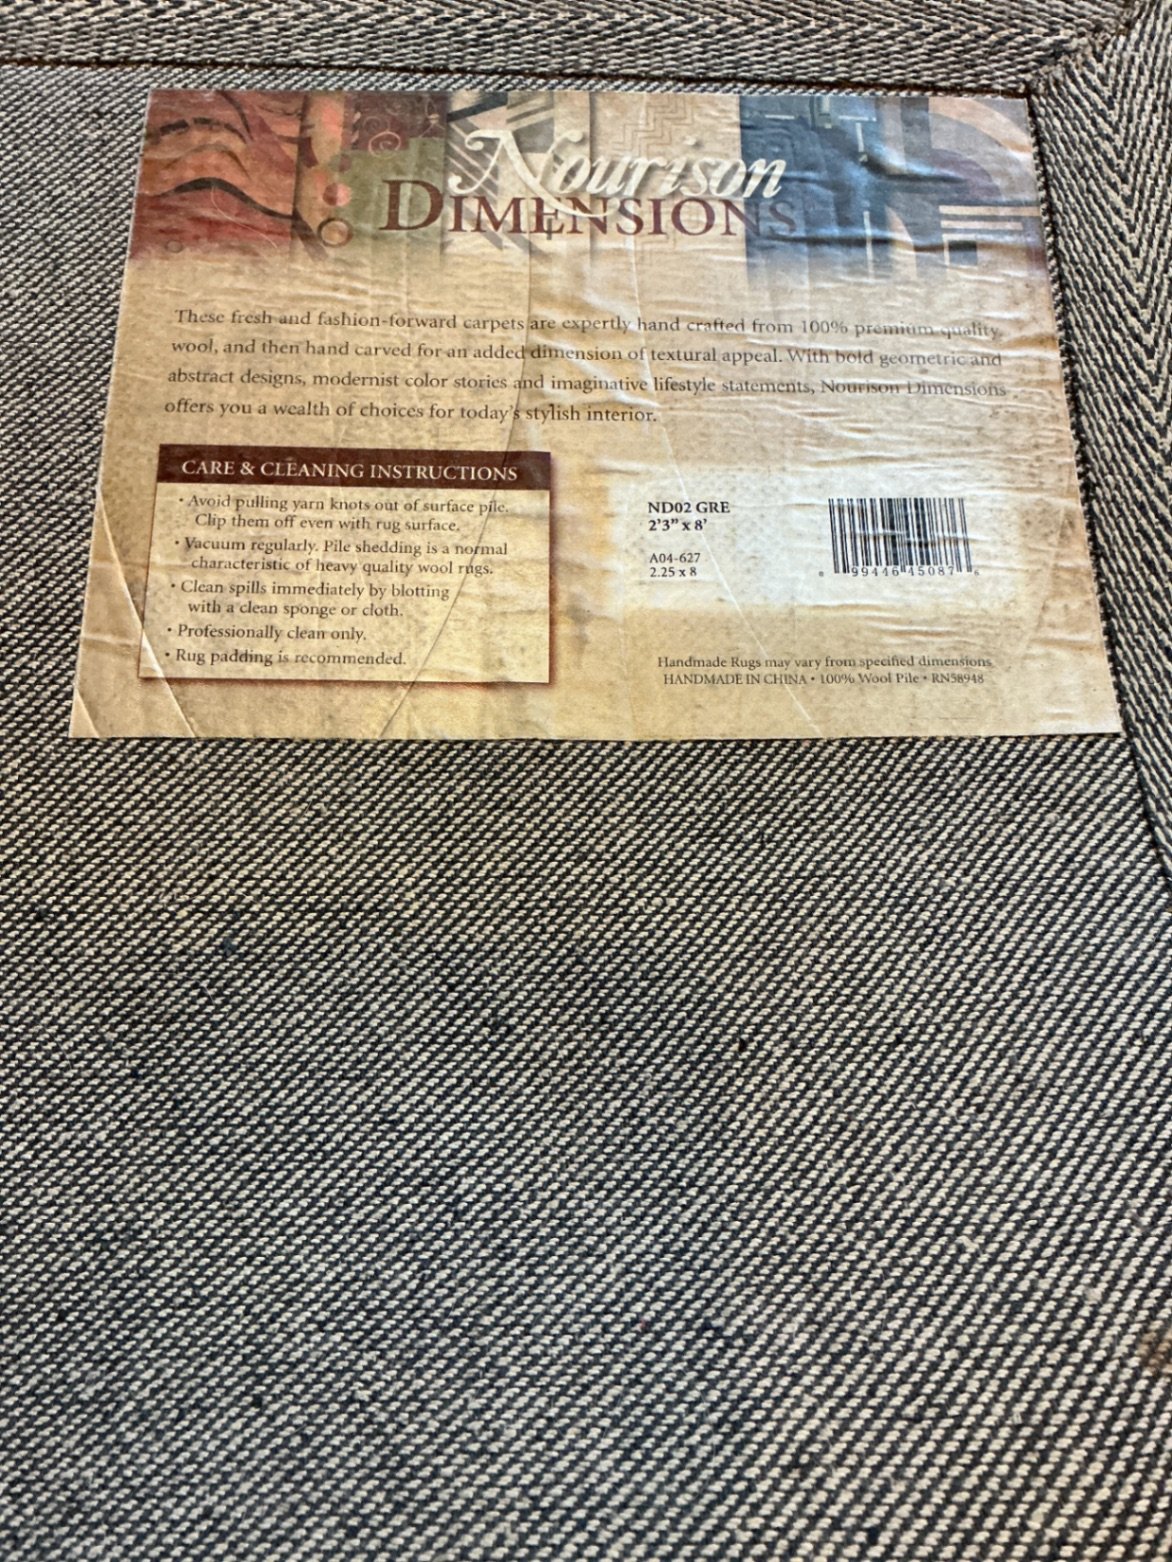 Nourison
DIMENSIONS
These fresh and fashion-forward carpets are expertly hand crafted from 100% premium quality
wool, and then hand carved for an added dimension of textural appeal. With bold geometric and
abstract designs, modernist color stories and imaginative lifestyle statements, Nourison Dimensions
offers you a wealth of choices for today's stylish interior.
CARE & CLEANING INSTRUCTIONS
• Avoid pulling yarn knots out of surface pile.
Clip them off even with rug surface.
• Vacuum regularly. Pile shedding is a normal
characteristic of heavy quality wool rugs.
• Clean spills immediately by blotting
with a clean sponge or cloth.
• Professionally clean only.
• Rug padding is recommended.
ND02 GRE
2'3" x 8'
A04-627
2.25 x 8
0 99446 45087 6
Handmade Rugs may vary from specified dimensions
HANDMADE IN CHINA • 100% Wool Pile • RN58948